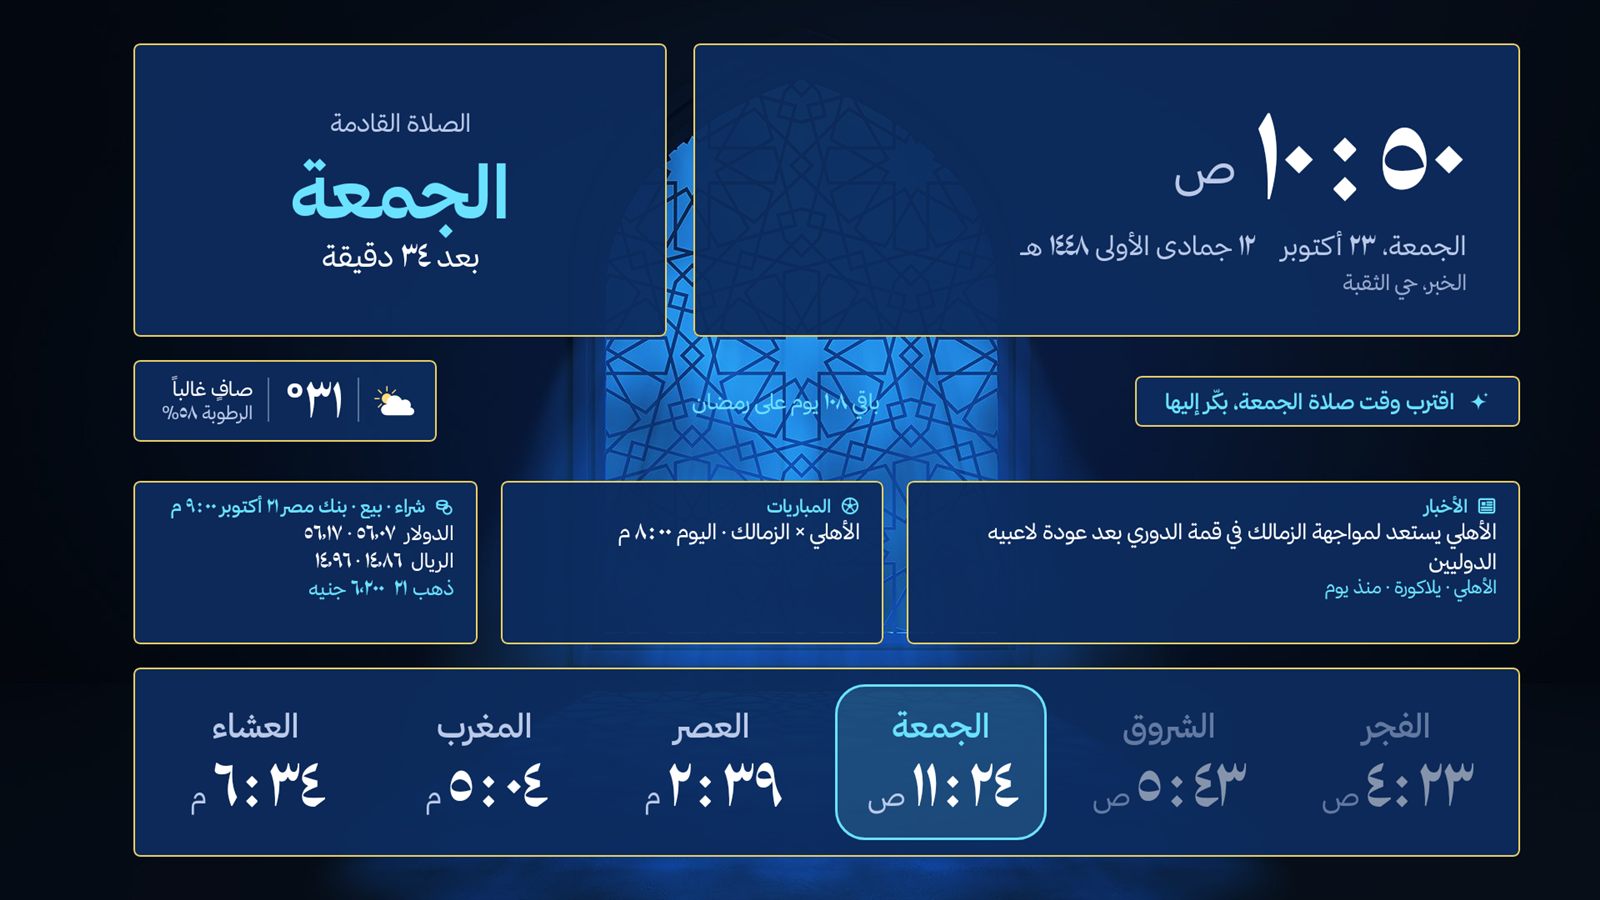 ١٠:٥٠ ص
الجمعة، ٢٣ أكتوبر ١٢ جمادى الأولى ١٤٤٨ هـ
الخبر، حي الثقبة
الصلاة القادمة
الجمعة
بعد ٣٤ دقيقة
اقترب وقت صلاة الجمعة، بكّر إليها
باقي ١٠٨ يوم على رمضان
٣١°
صافٍ غالباً
الرطوبة ٥٨%
الأخبار
الأهلي يستعد لمواجهة الزمالك في قمة الدوري بعد عودة لاعبيه
الدوليين
الأهلي · يلاكورة · منذ يوم
المباريات
الأهلي × الزمالك · اليوم ٨:٠٠ م
شراء · بيع · بنك مصر ٢١ أكتوبر ٩:٠٠ م
الدولار ٥٦٫٠٧ · ٥٦٫١٧
الريال ١٤٫٨٦ · ١٤٫٩٦
ذهب ٢١ ٦٬٢٠٠ جنيه
الفجر
٤:٢٣ ص
الشروق
٥:٤٣ ص
الجمعة
١١:٢٤ ص
العصر
٢:٣٩ م
المغرب
٥:٠٤ م
العشاء
٦:٣٤ م